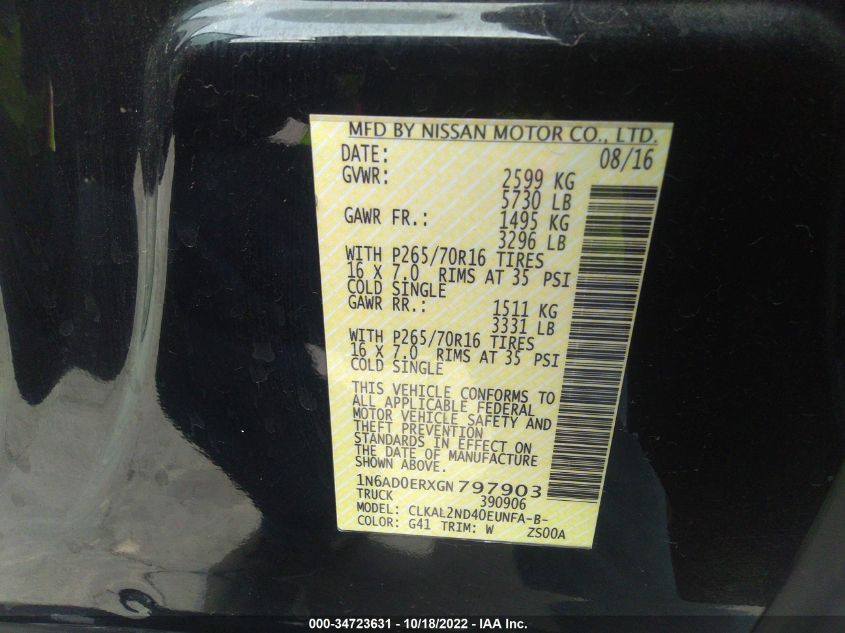 MFD BY NISSAN MOTOR CO., LTD.
DATE: 08/16
GVWR: 2599 KG
5730 LB
GAWR FR.: 1495 KG
3296 LB
WITH P265/70R16 TIRES
16 X 7.0 RIMS AT 35 PSI
COLD SINGLE
GAWR RR.: 1511 KG
3331 LB
WITH P265/70R16 TIRES
16 X 7.0 RIMS AT 35 PSI
COLD SINGLE
THIS VEHICLE CONFORMS TO
ALL APPLICABLE FEDERAL
MOTOR VEHICLE SAFETY AND
THEFT PREVENTION
STANDARDS IN EFFECT ON
THE DATE OF MANUFACTURE
SHOWN ABOVE.
1N6AD0ERXGN797903
TRUCK 390906
MODEL: CLKAL2ND40EUNFA-B-
COLOR: G41 TRIM: W ZS00A
000-34723631 - 10/18/2022 - IAA Inc.